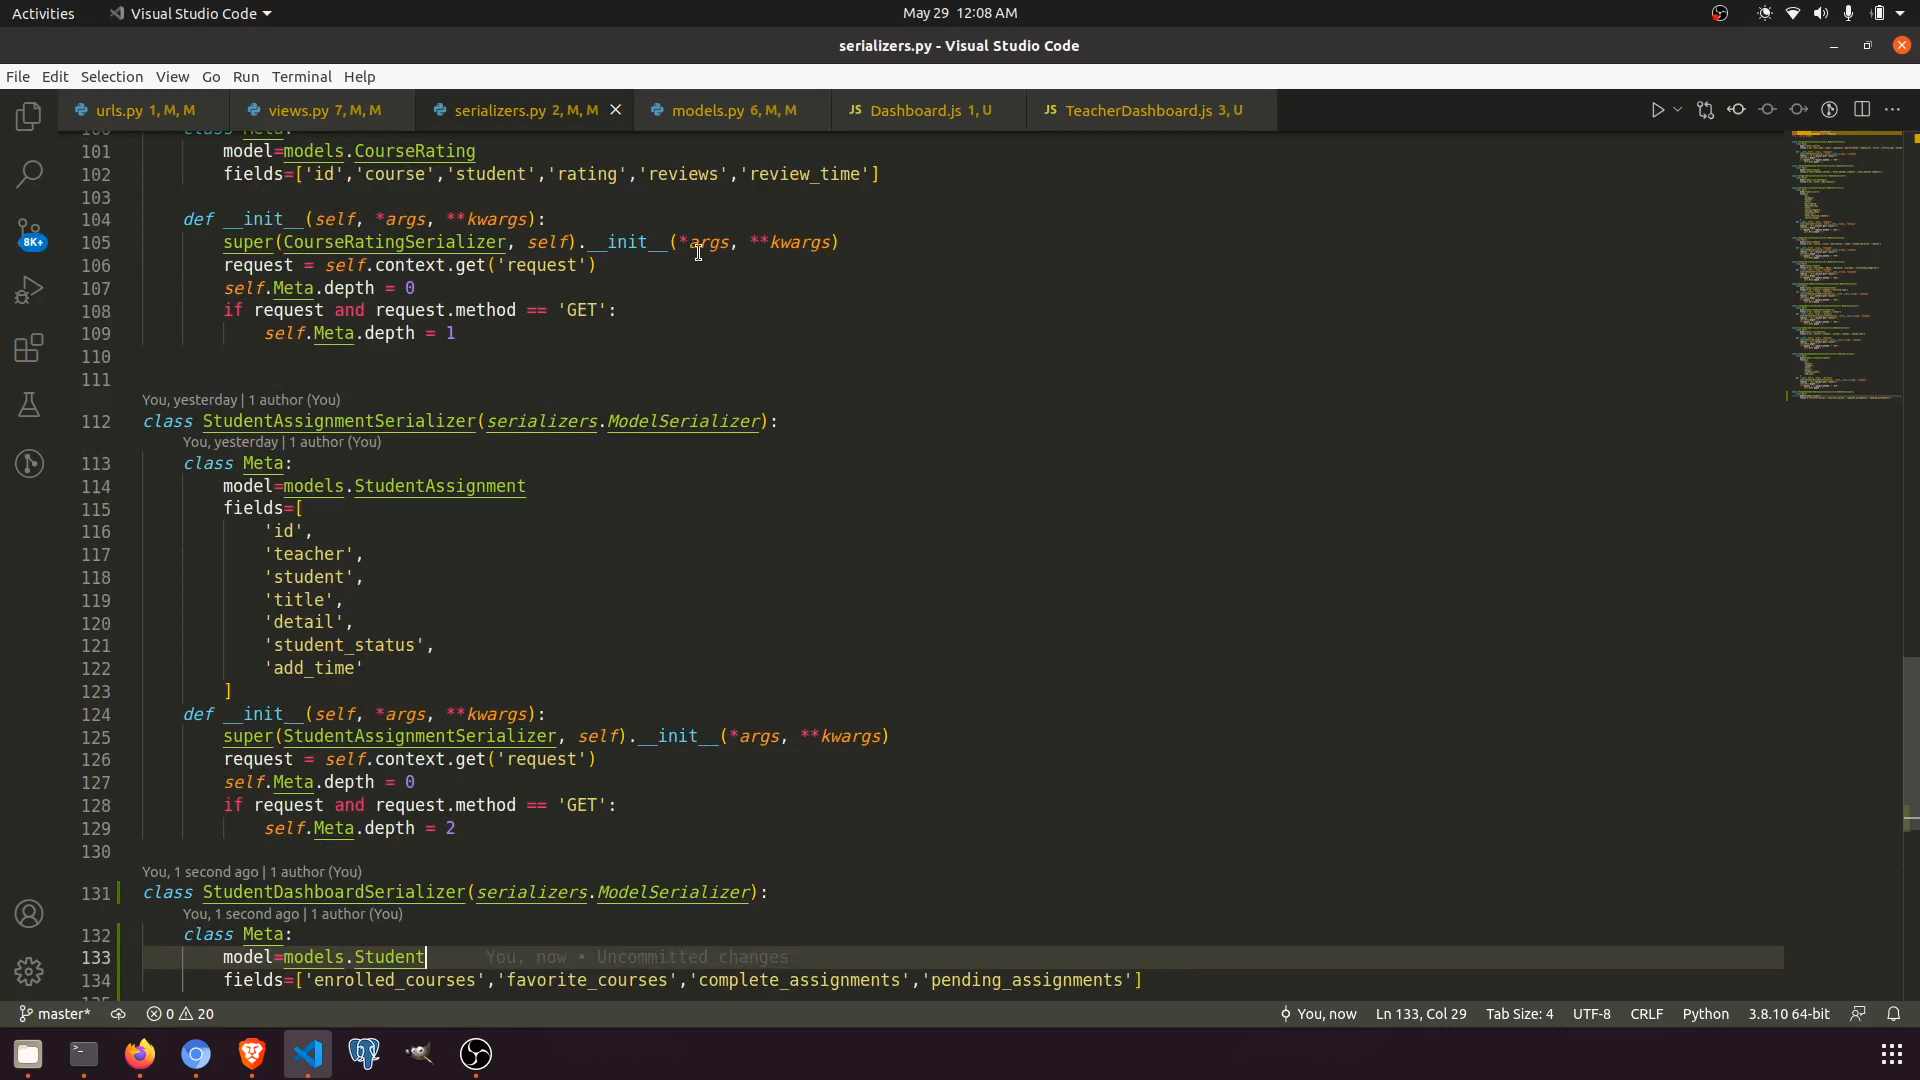 Activities Visual Studio Code May 29 12:08 AM
serializers.py - Visual Studio Code
File Edit Selection View Go Run Terminal Help
urls.py 1, M, M views.py 7, M, M serializers.py 2, M, M models.py 6, M, M JS Dashboard.js 1, U JS TeacherDashboard.js 3, U
101 model=models.CourseRating
102 fields=['id','course','student','rating','reviews','review_time']
103
104 def __init__(self, *args, **kwargs):
105 super(CourseRatingSerializer, self).__init__(*args, **kwargs)
106 request = self.context.get('request')
107 self.Meta.depth = 0
108 if request and request.method == 'GET':
109 self.Meta.depth = 1
110
111
You, yesterday | 1 author (You)
112 class StudentAssignmentSerializer(serializers.ModelSerializer):
You, yesterday | 1 author (You)
113 class Meta:
114 model=models.StudentAssignment
115 fields=[
116 'id',
117 'teacher',
118 'student',
119 'title',
120 'detail',
121 'student_status',
122 'add_time'
123 ]
124 def __init__(self, *args, **kwargs):
125 super(StudentAssignmentSerializer, self).__init__(*args, **kwargs)
126 request = self.context.get('request')
127 self.Meta.depth = 0
128 if request and request.method == 'GET':
129 self.Meta.depth = 2
130
You, 1 second ago | 1 author (You)
131 class StudentDashboardSerializer(serializers.ModelSerializer):
You, 1 second ago | 1 author (You)
132 class Meta:
133 model=models.Student You, now • Uncommitted changes
134 fields=['enrolled_courses','favorite_courses','complete_assignments','pending_assignments']
8K+
master* 0 20 You, now Ln 133, Col 29 Tab Size: 4 UTF-8 CRLF Python 3.8.10 64-bit